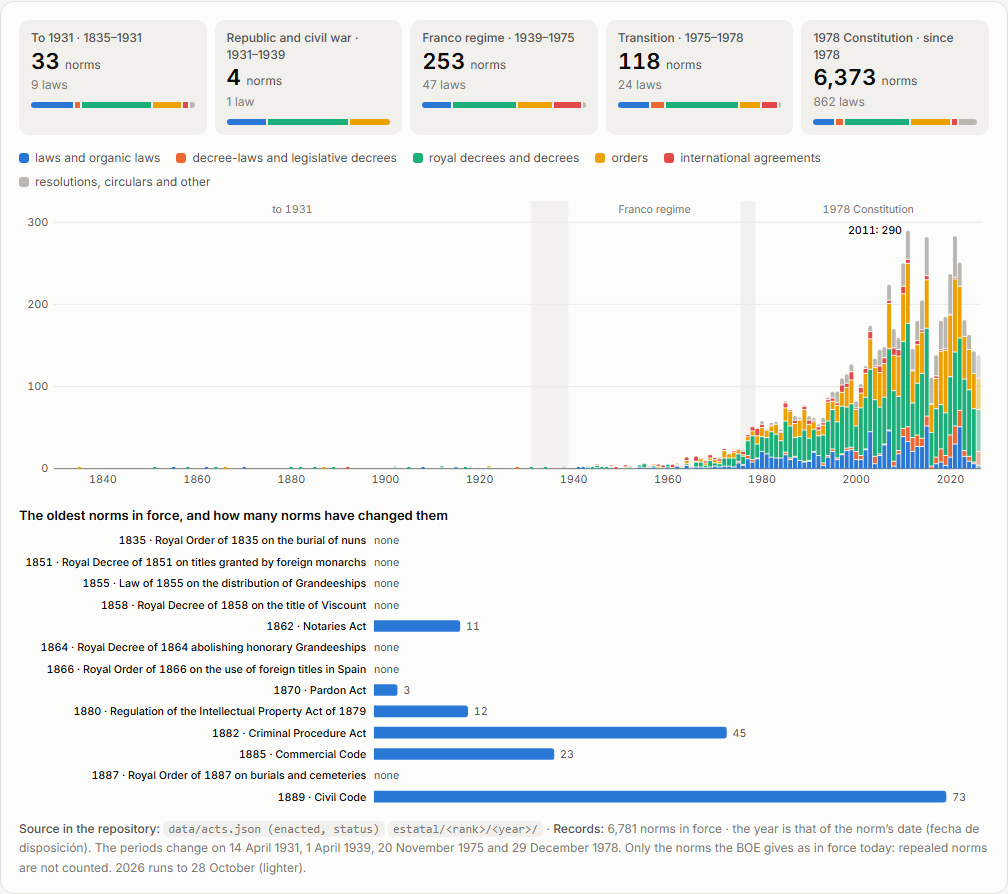 To 1931 · 1835–1931
33 norms
9 laws
Republic and civil war ·
1931–1939
4 norms
1 law
Franco regime · 1939–1975
253 norms
47 laws
Transition · 1975–1978
118 norms
24 laws
1978 Constitution · since
1978
6,373 norms
862 laws
laws and organic laws
decree-laws and legislative decrees
royal decrees and decrees
orders
international agreements
resolutions, circulars and other
to 1931
Franco regime
1978 Constitution
2011: 290
300
200
100
0
1840 1860 1880 1900 1920 1940 1960 1980 2000 2020
The oldest norms in force, and how many norms have changed them
1835 · Royal Order of 1835 on the burial of nuns none
1851 · Royal Decree of 1851 on titles granted by foreign monarchs none
1855 · Law of 1855 on the distribution of Grandeeships none
1858 · Royal Decree of 1858 on the title of Viscount none
1862 · Notaries Act 11
1864 · Royal Decree of 1864 abolishing honorary Grandeeships none
1866 · Royal Order of 1866 on the use of foreign titles in Spain none
1870 · Pardon Act 3
1880 · Regulation of the Intellectual Property Act of 1879 12
1882 · Criminal Procedure Act 45
1885 · Commercial Code 23
1887 · Royal Order of 1887 on burials and cemeteries none
1889 · Civil Code 73
Source in the repository: data/acts.json (enacted, status) estatal/<rank>/<year>/ · Records: 6,781 norms in force · the year is that of the norm's date (fecha de
disposición). The periods change on 14 April 1931, 1 April 1939, 20 November 1975 and 29 December 1978. Only the norms the BOE gives as in force today: repealed norms
are not counted. 2026 runs to 28 October (lighter).